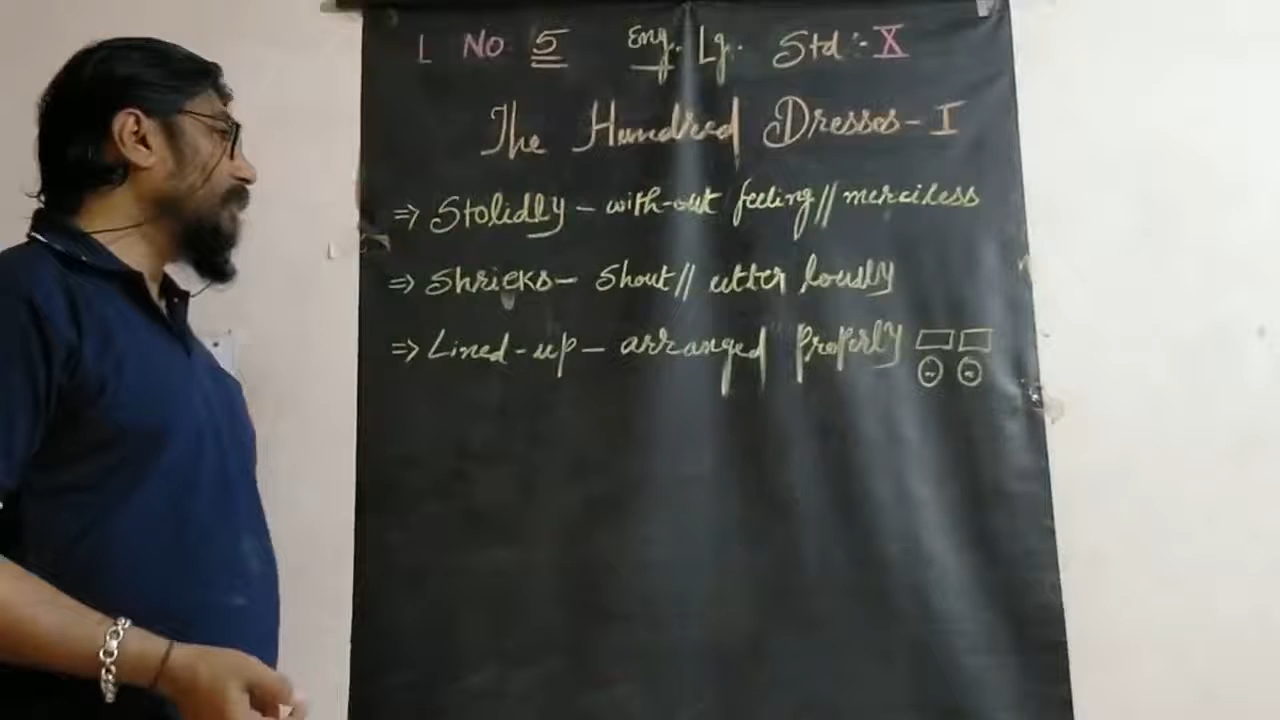 L No. 5 Eng. Lg. Std :- X
The Hundred Dresses - I
⇒ Stolidly - with-out feeling // merciless
⇒ Shrieks - Shout // utter loudly
⇒ Lined-up - arranged properly